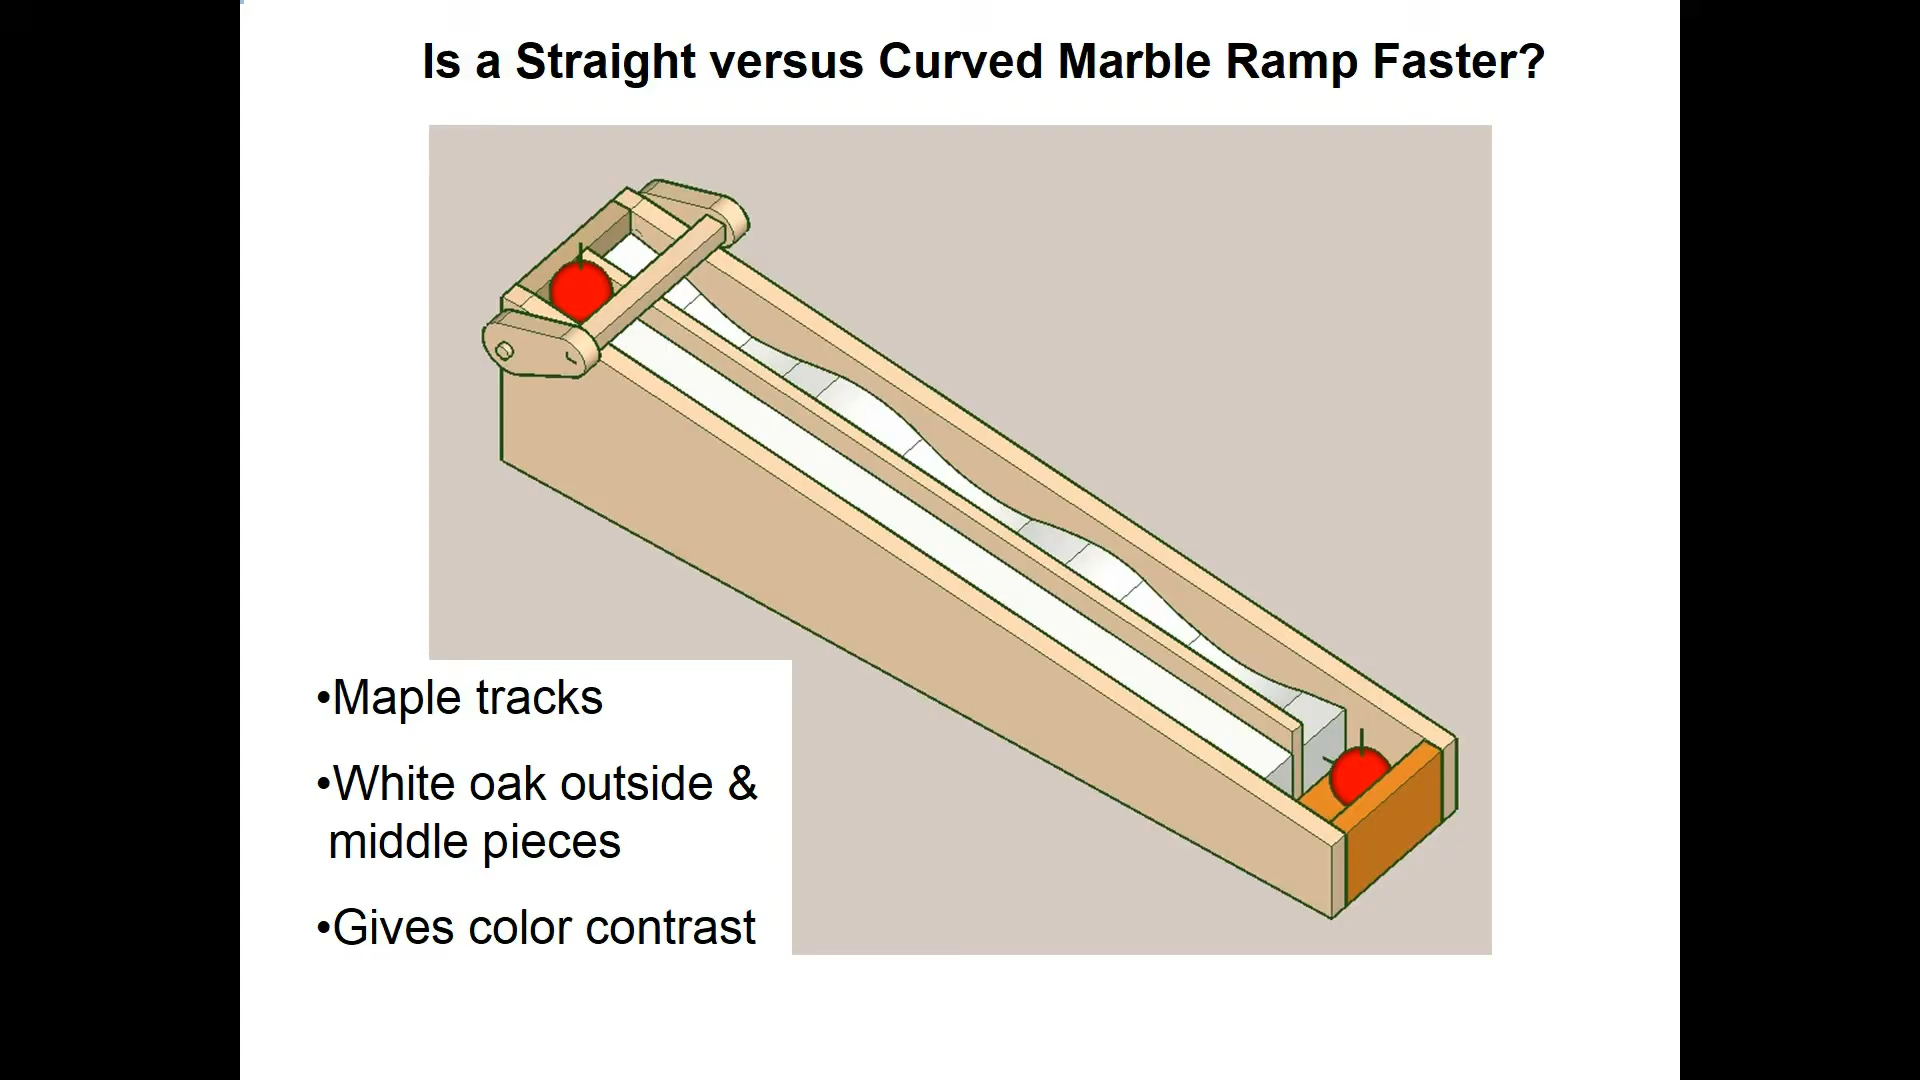 Is a Straight versus Curved Marble Ramp Faster?
•Maple tracks
•White oak outside &
middle pieces
•Gives color contrast